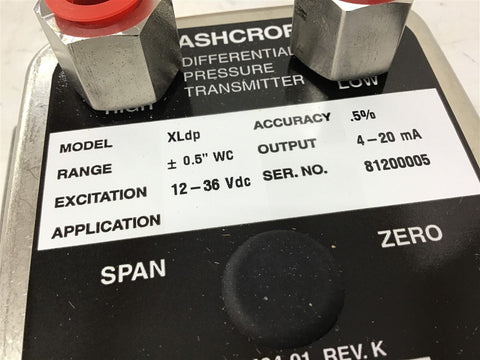 ASHCROF
DIFFERENTIAL
PRESSURE
TRANSMITTER
HIGH
LOW
MODEL XLdp ACCURACY .5%
RANGE ± 0.5" WC OUTPUT 4-20 mA
EXCITATION 12-36 Vdc SER. NO. 81200005
APPLICATION
SPAN
ZERO
01 REV. K